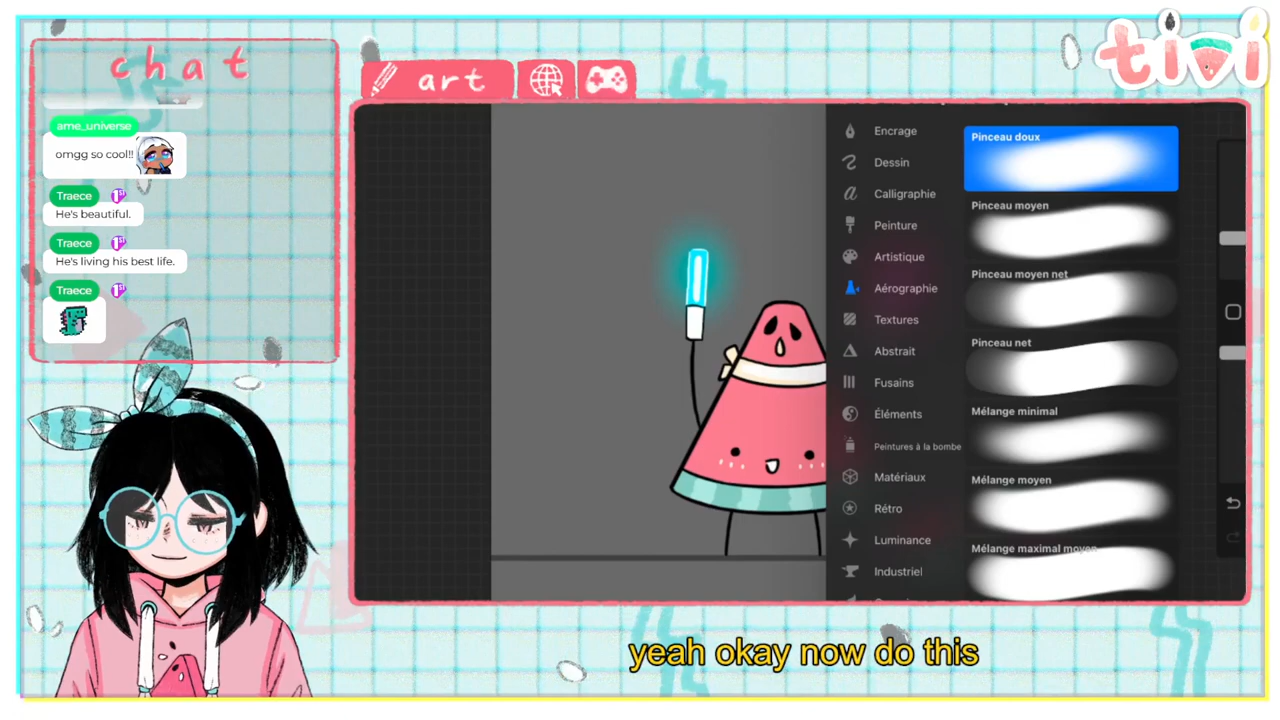 chat
ame_universe
omgg so cool!!
Traece
He's beautiful.
Traece
He's living his best life.
Traece
art
tivi
Encrage
Dessin
Calligraphie
Peinture
Artistique
Aérographie
Textures
Abstrait
Fusains
Éléments
Peintures à la bombe
Matériaux
Rétro
Luminance
Industriel
Pinceau doux
Pinceau moyen
Pinceau moyen net
Pinceau net
Mélange minimal
Mélange moyen
Mélange maximal moyen
yeah okay now do this